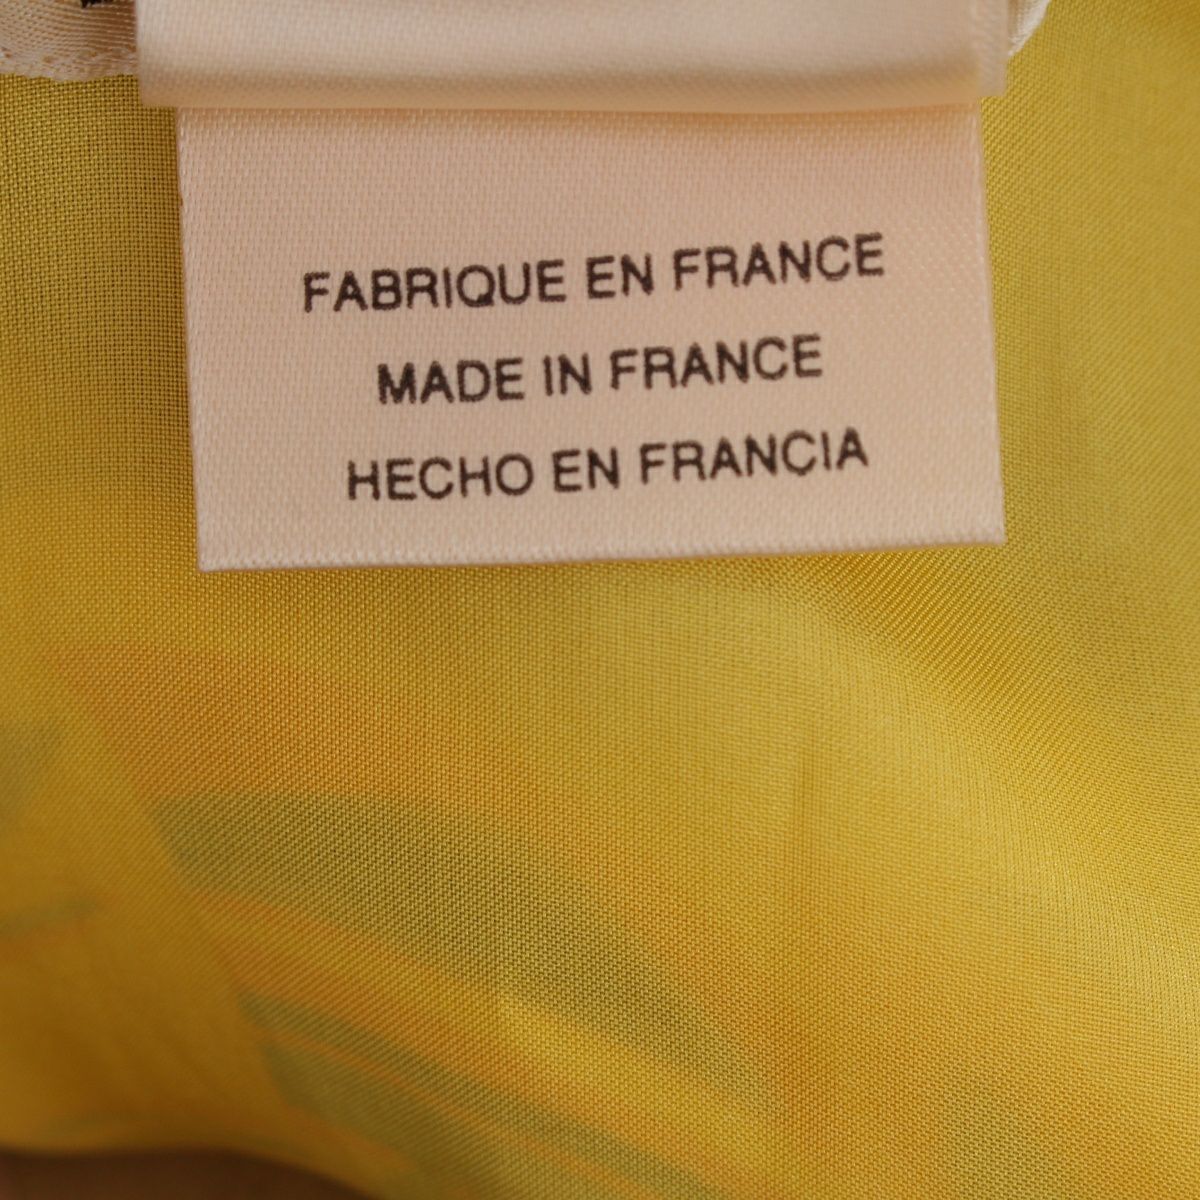 FABRIQUE EN FRANCE
MADE IN FRANCE
HECHO EN FRANCIA